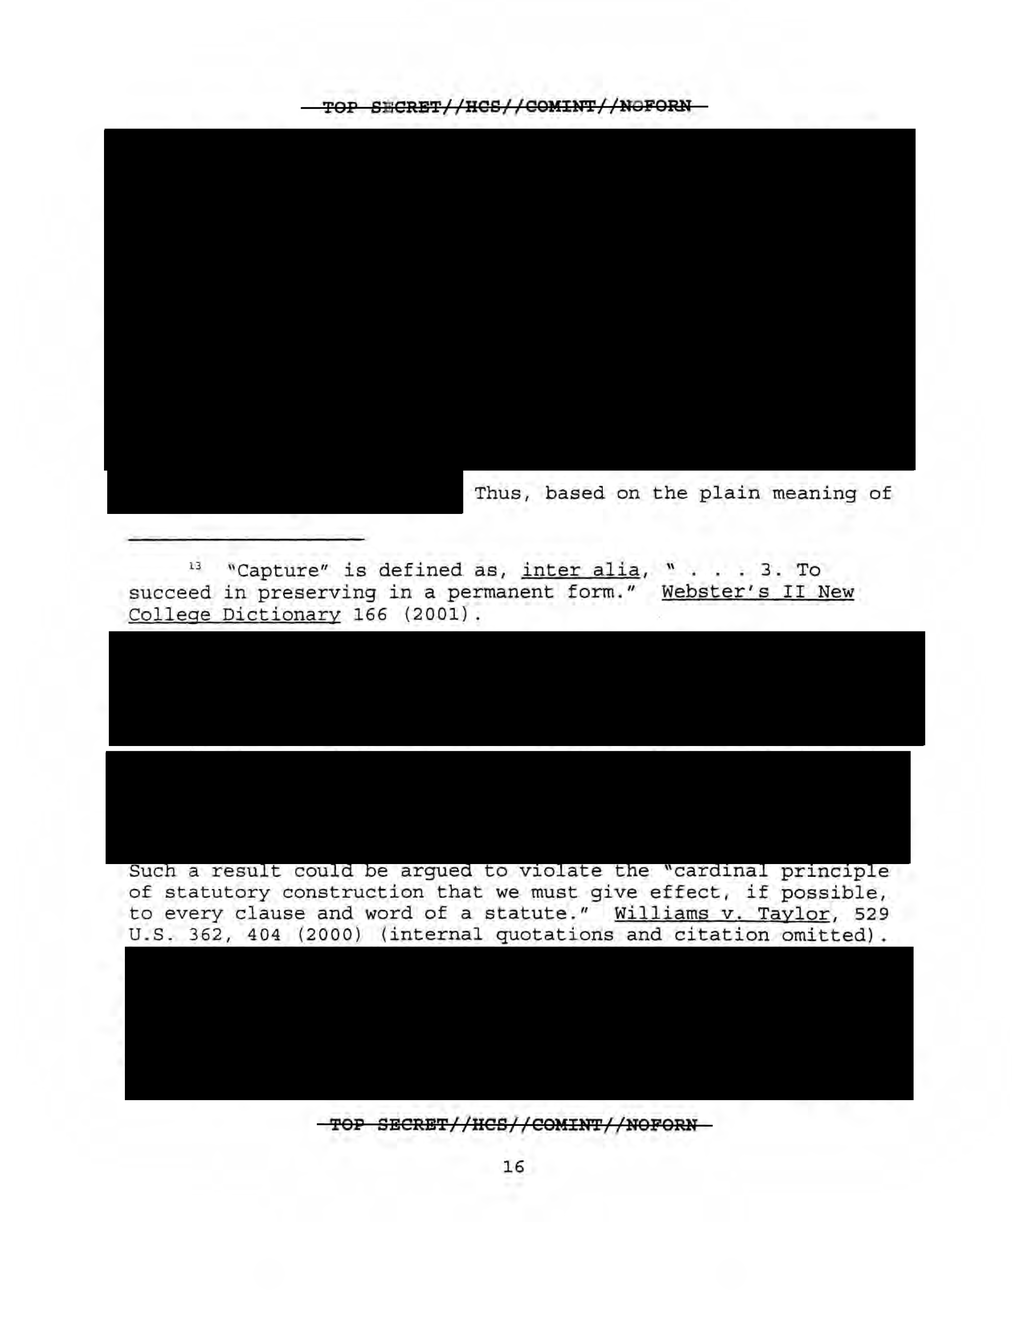 TOP SECRET//HCS//COMINT//NOFORN
Thus, based on the plain meaning of
13 "Capture" is defined as, inter alia, " . . . 3. To
succeed in preserving in a permanent form." Webster's II New
College Dictionary 166 (2001).
Such a result could be argued to violate the "cardinal principle
of statutory construction that we must give effect, if possible,
to every clause and word of a statute." Williams v. Taylor, 529
U.S. 362, 404 (2000) (internal quotations and citation omitted).
TOP SECRET//HCS//COMINT//NOFORN
16